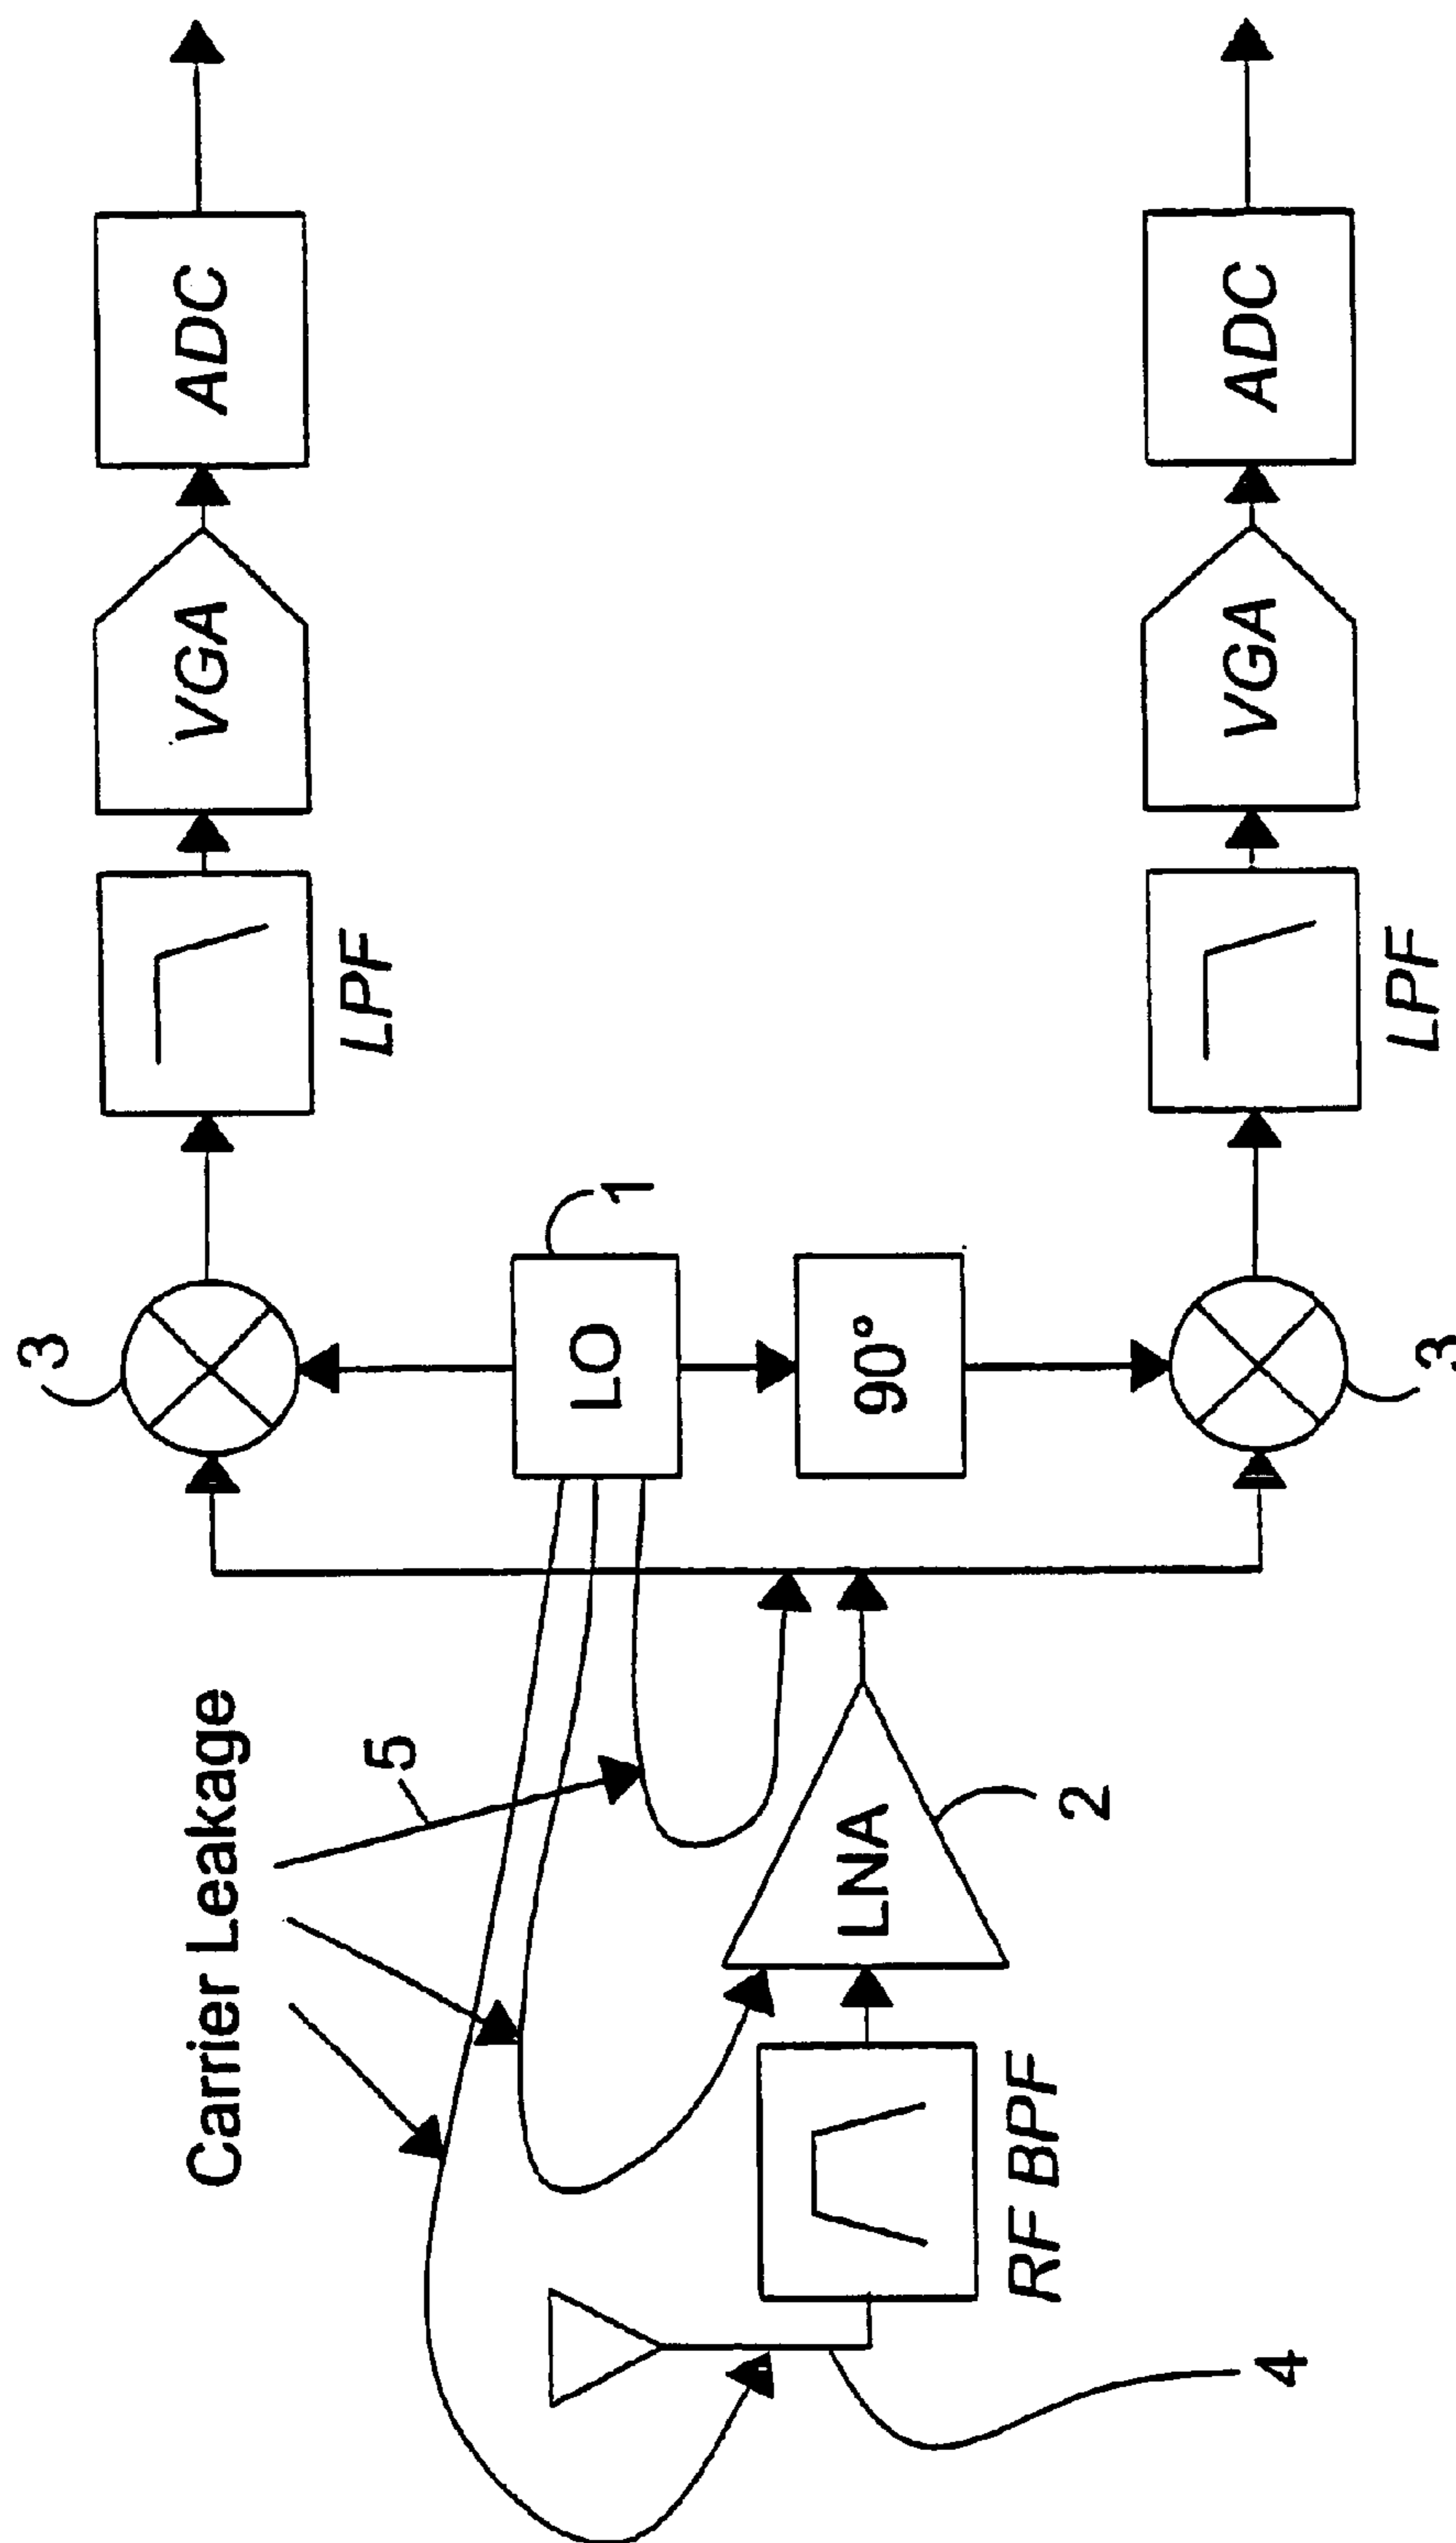 Carrier Leakage
5
3
LPF
VGA
ADC
LO
1
90°
LNA
2
RF BPF
4
3
LPF
VGA
ADC